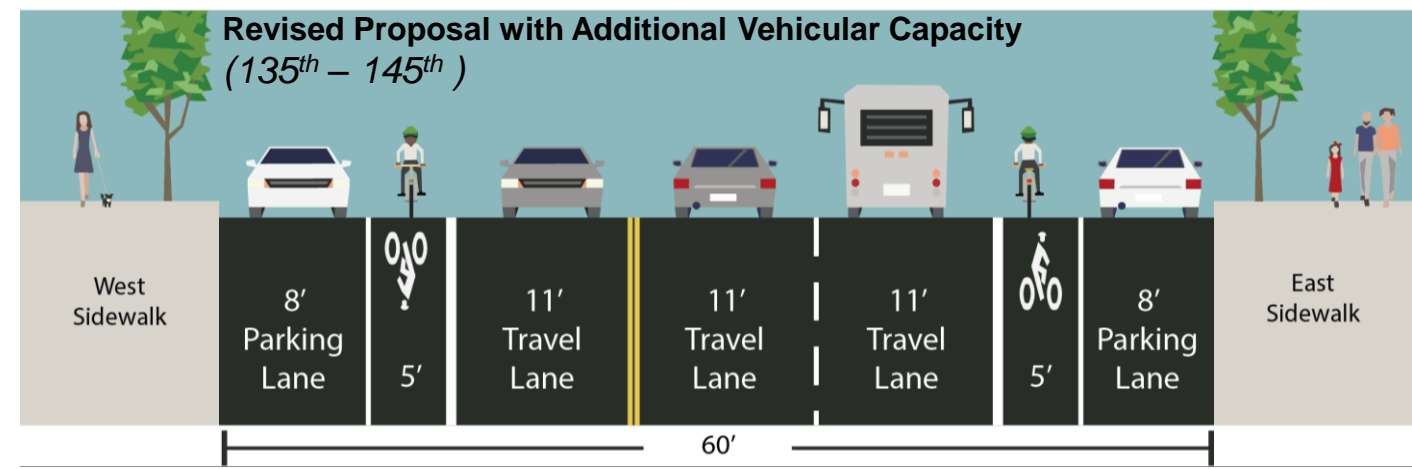 Revised Proposal with Additional Vehicular Capacity
(135th – 145th )
West
Sidewalk
8’
Parking
Lane
5’
11’
Travel
Lane
11’
Travel
Lane
11’
Travel
Lane
5’
8’
Parking
Lane
East
Sidewalk
60’